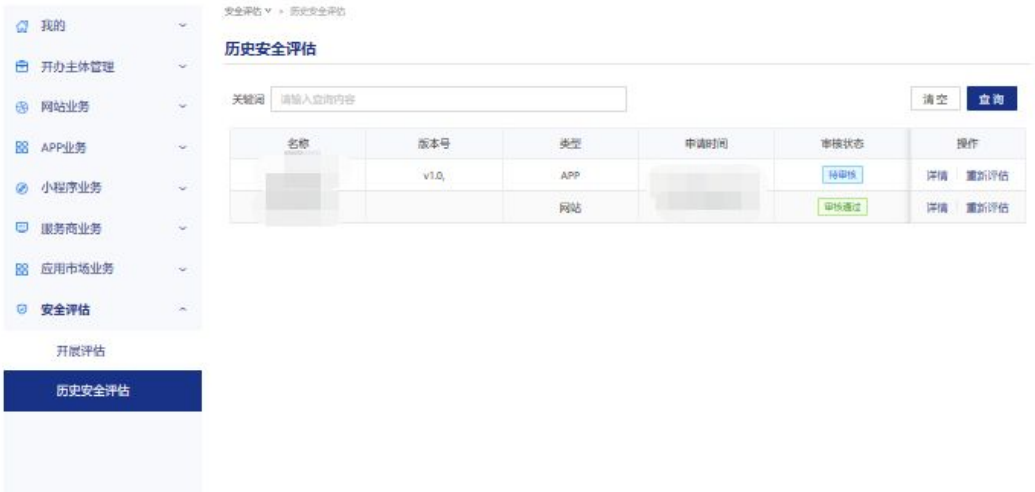 我的
开办主体管理
网站业务
APP业务
小程序业务
服务商业务
应用市场业务
安全评估
开展评估
历史安全评估
安全评估 > 历史安全评估
历史安全评估
关键词 请输入查询内容 清空 查询
名称 版本号 类型 申请时间 审核状态 操作
v1.0, APP 待审核 详情 重新评估
网站 审核通过 详情 重新评估